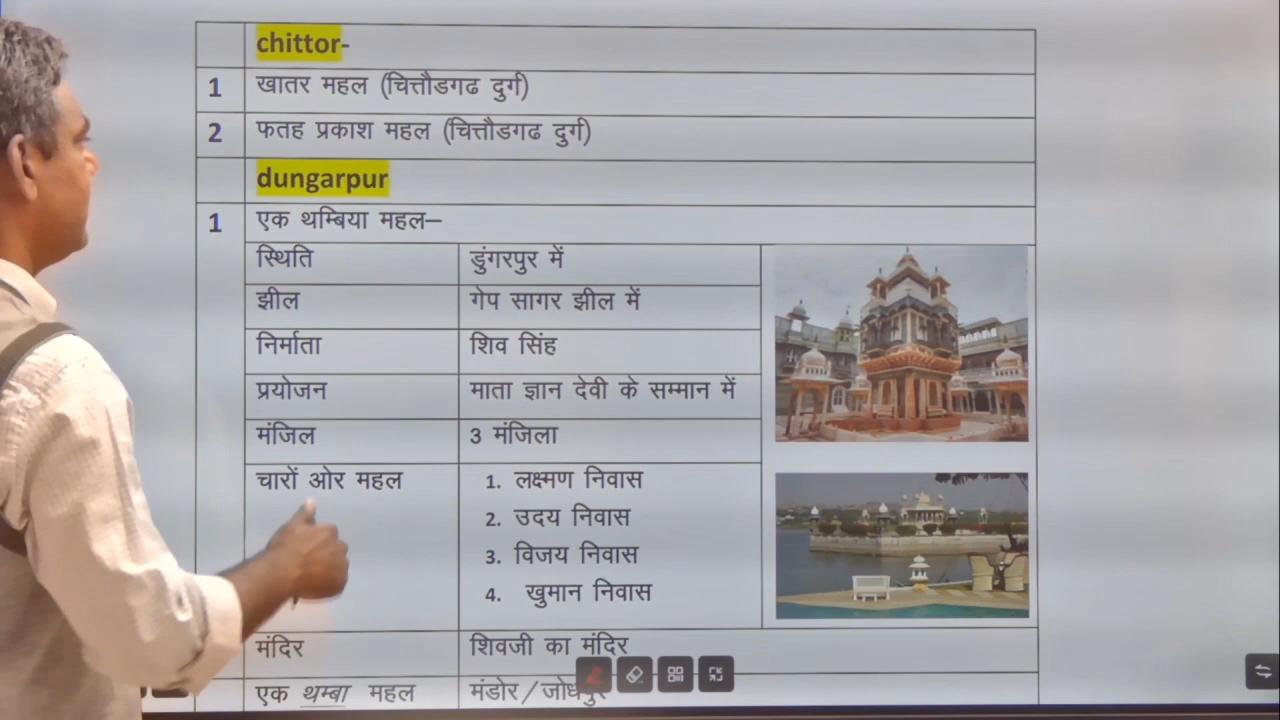 chittor-
1 खातर महल (चित्तौडगढ दुर्ग)
2 फतह प्रकाश महल (चित्तौडगढ दुर्ग)
dungarpur
1 एक थम्बिया महल–
स्थिति डुंगरपुर में
झील गेप सागर झील में
निर्माता शिव सिंह
प्रयोजन माता ज्ञान देवी के सम्मान में
मंजिल 3 मंजिला
चारों ओर महल 1. लक्ष्मण निवास
2. उदय निवास
3. विजय निवास
4. खुमान निवास
मंदिर शिवजी का मंदिर
एक थम्बा महल मंडोर/जोधपुर